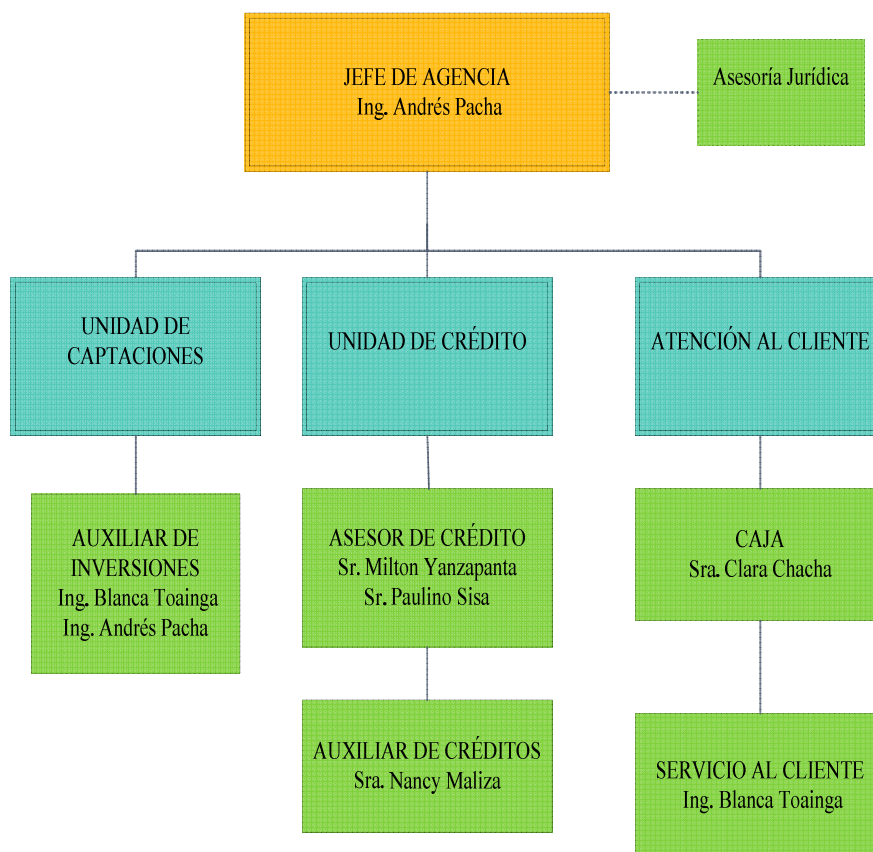 JEFE DE AGENCIA
Ing. Andrés Pacha
Asesoría Jurídica
UNIDAD DE
CAPTACIONES
UNIDAD DE CRÉDITO
ATENCIÓN AL CLIENTE
AUXILIAR DE
INVERSIONES
Ing. Blanca Toainga
Ing. Andrés Pacha
ASESOR DE CRÉDITO
Sr. Milton Yanzapanta
Sr. Paulino Sisa
CAJA
Sra. Clara Chacha
AUXILIAR DE CRÉDITOS
Sra. Nancy Maliza
SERVICIO AL CLIENTE
Ing. Blanca Toainga